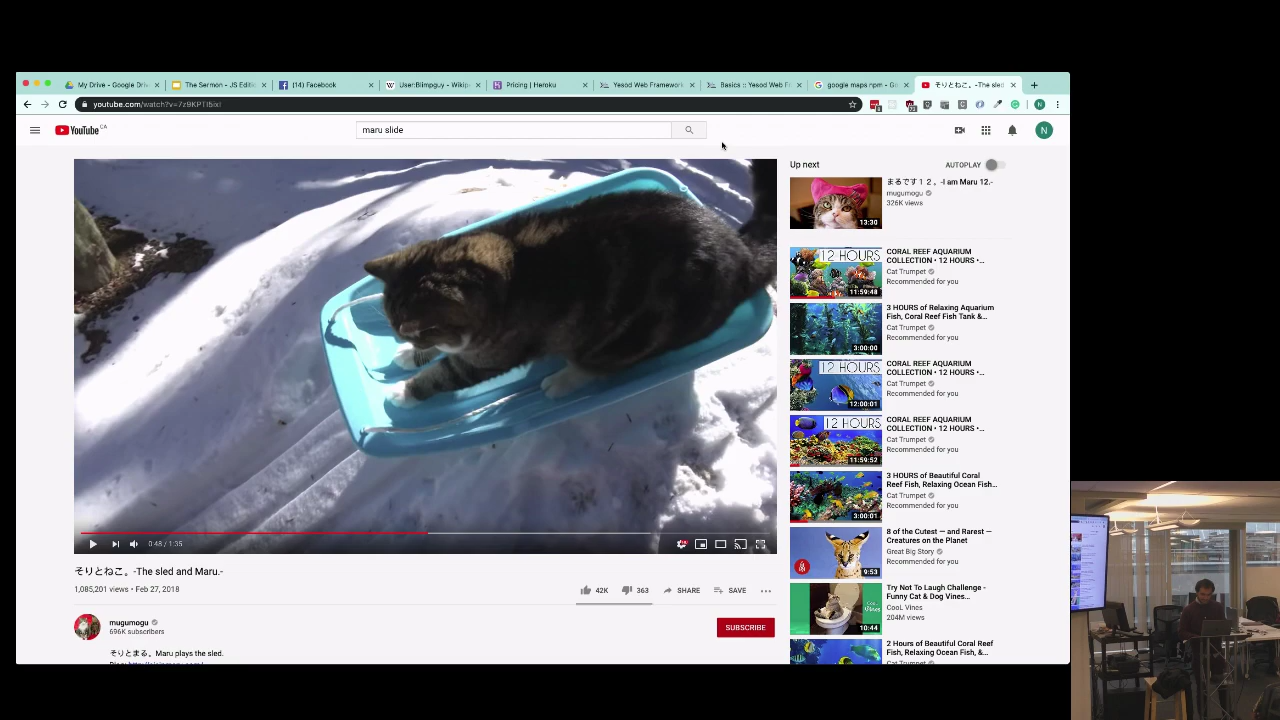 My Drive - Google Driv
The Sermon - JS Editi
(14) Facebook
User:Blimpguy - Wikip
Pricing | Heroku
Yesod Web Framework
Basics :: Yesod Web Fr
google maps npm - Go
そりとねこ。-The sled
youtube.com/watch?v=7z9KPTI5ixI
N
YouTube CA
maru slide
N
Up next
AUTOPLAY
まるです１２。-I am Maru 12.-
mugumogu
326K views
13:30
12 HOURS
11:59:48
CORAL REEF AQUARIUM
COLLECTION • 12 HOURS •…
Cat Trumpet
Recommended for you
3:00:00
3 HOURS of Relaxing Aquarium
Fish, Coral Reef Fish Tank &…
Cat Trumpet
Recommended for you
12 HOURS
12:00:01
CORAL REEF AQUARIUM
COLLECTION • 12 HOURS •…
Cat Trumpet
Recommended for you
12 HOURS
11:59:52
CORAL REEF AQUARIUM
COLLECTION • 12 HOURS •…
Cat Trumpet
Recommended for you
3:00:01
3 HOURS of Beautiful Coral
Reef Fish, Relaxing Ocean Fish…
Cat Trumpet
Recommended for you
9:53
8 of the Cutest — and Rarest —
Creatures on the Planet
Great Big Story
Recommended for you
10:44
Try Not To Laugh Challenge -
Funny Cat & Dog Vines…
CooL Vines
204M views
2 Hours of Beautiful Coral Reef
Fish, Relaxing Ocean Fish, &…
Cat Trumpet
0:48 / 1:35
そりとねこ。-The sled and Maru.-
1,085,201 views • Feb 27, 2018
42K
363
SHARE
SAVE
mugumogu
696K subscribers
SUBSCRIBE
そりとまる。Maru plays the sled.